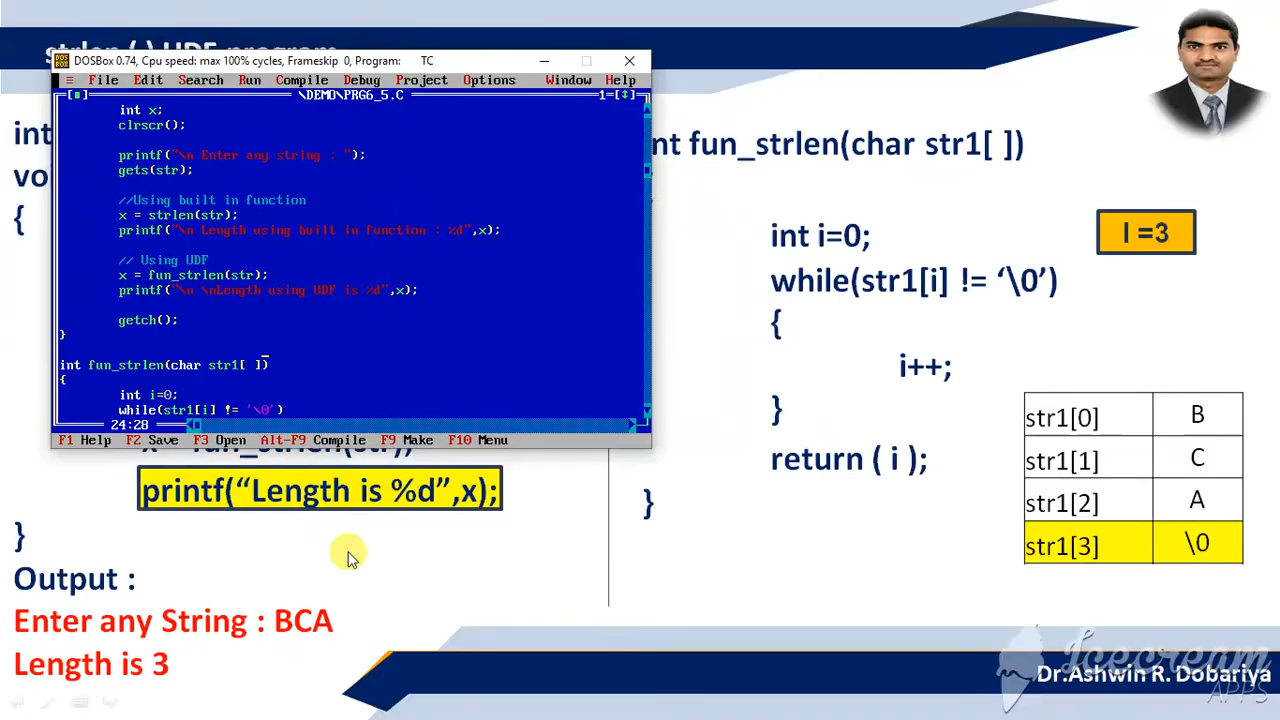 strlen ( ) UDF program
DOSBox 0.74, Cpu speed: max 100% cycles, Frameskip 0, Program: TC
≡ File Edit Search Run Compile Debug Project Options Window Help
[■] \DEMO\PRG6_5.C 1=[↕]
int x;
clrscr();
printf("\n Enter any string : ");
gets(str);
//Using built in function
x = strlen(str);
printf("\n Length using built in function : %d",x);
// Using UDF
x = fun_strlen(str);
printf("\n \nLength using UDF is %d",x);
getch();
}
int fun_strlen(char str1[ ])
{
int i=0;
while(str1[i] != '\0')
24:28
F1 Help F2 Save F3 Open Alt-F9 Compile F9 Make F10 Menu
int
voi
{
x = fun_strlen(str);
printf(“Length is %d”,x);
}
Output :
Enter any String : BCA
Length is 3
int fun_strlen(char str1[ ])
int i=0;
while(str1[i] != ‘\0’)
{
i++;
}
return ( i );
}
I =3
str1[0] B
str1[1] C
str1[2] A
str1[3] \0
Icecream
APPS
Dr.Ashwin R. Dobariya